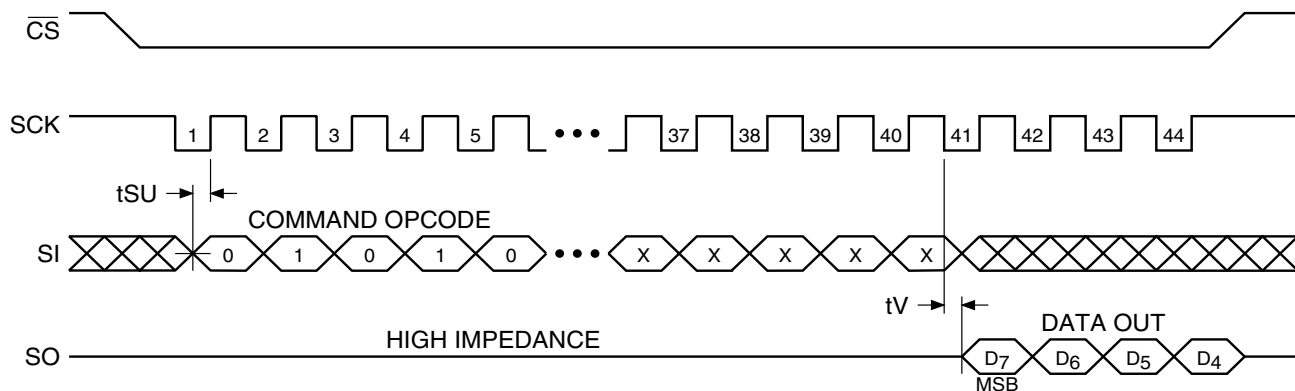 CS
SCK 1 2 3 4 5 ••• 37 38 39 40 41 42 43 44
tSU
COMMAND OPCODE
SI 0 1 0 1 0 ••• X X X X X
tV
HIGH IMPEDANCE
DATA OUT
SO D7 D6 D5 D4
MSB